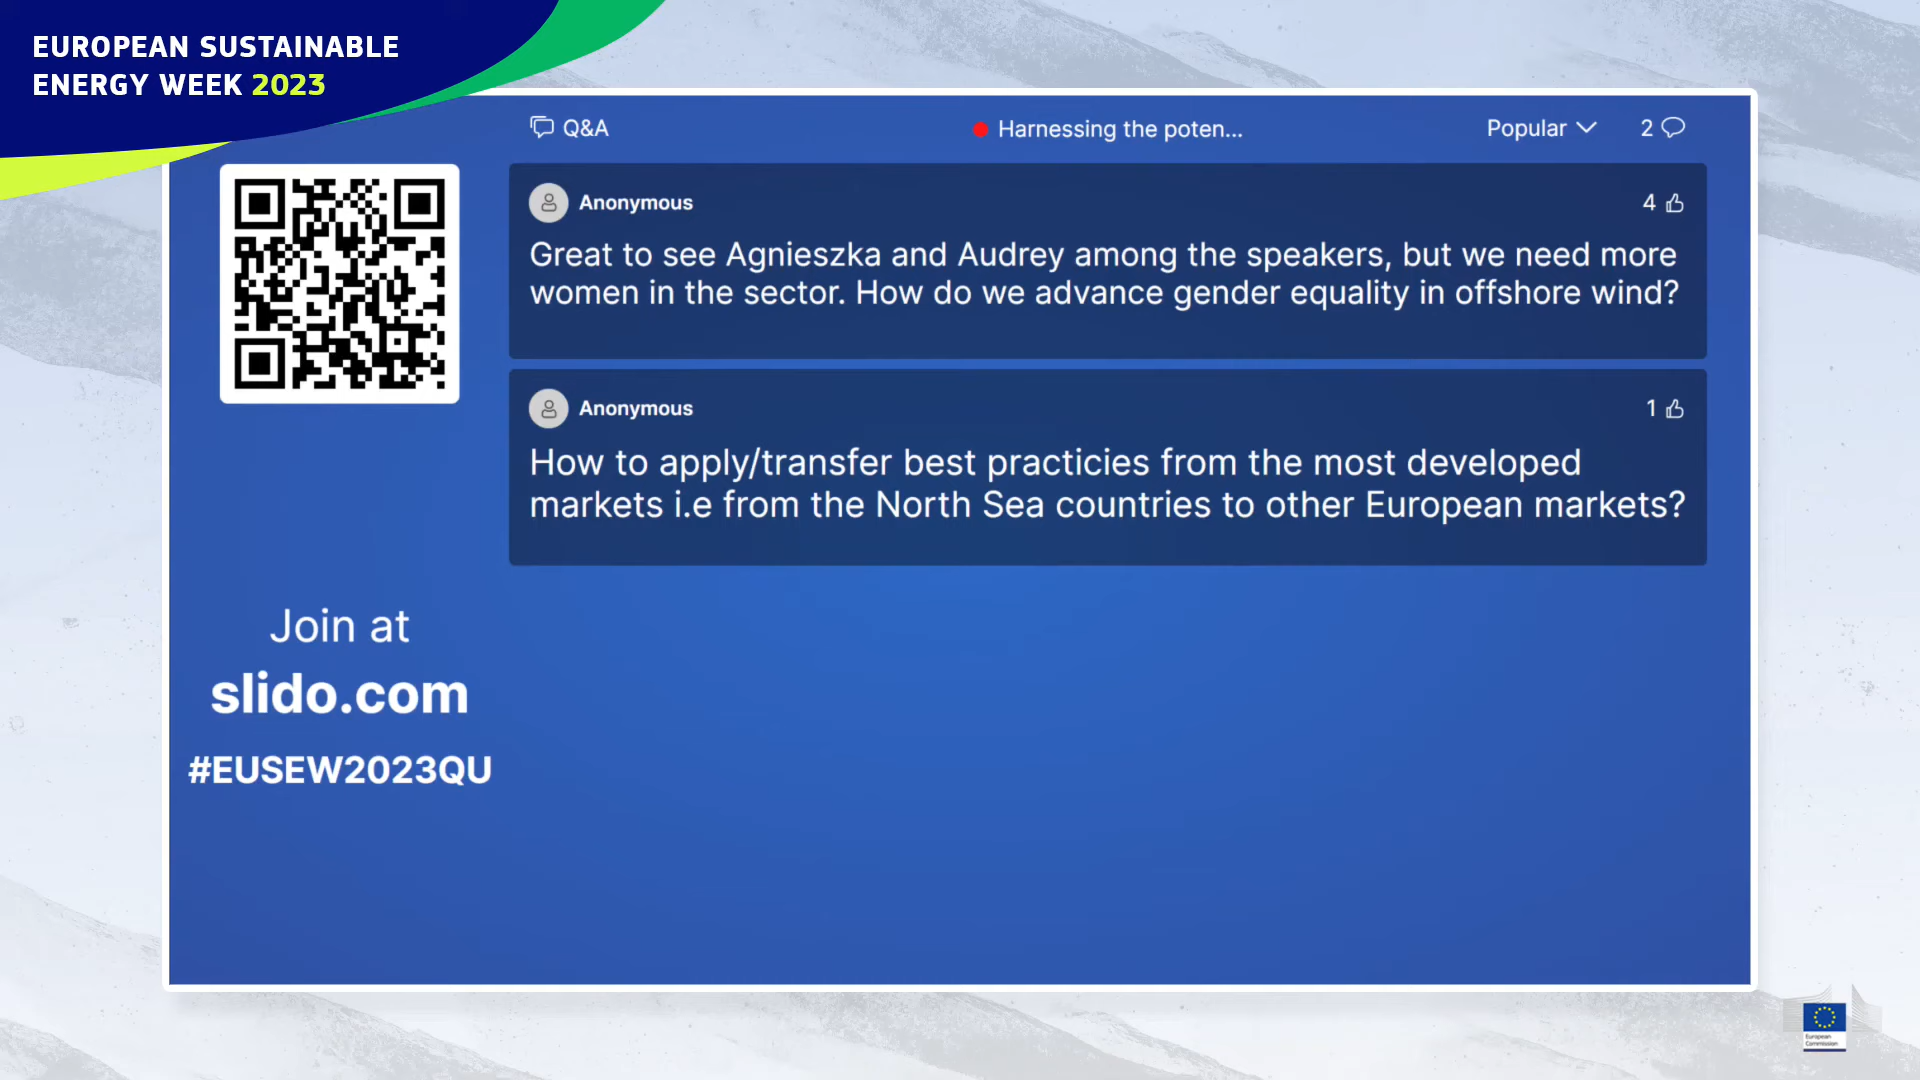 EUROPEAN SUSTAINABLE
ENERGY WEEK 2023
Q&A
Harnessing the poten...
Popular
2
Anonymous
4
Great to see Agnieszka and Audrey among the speakers, but we need more
women in the sector. How do we advance gender equality in offshore wind?
Anonymous
1
How to apply/transfer best practicies from the most developed
markets i.e from the North Sea countries to other European markets?
Join at
slido.com
#EUSEW2023QU
European
Commission